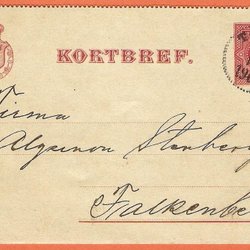 KORTBREF.
Firma
Algernon Stenberg
Falkenbe